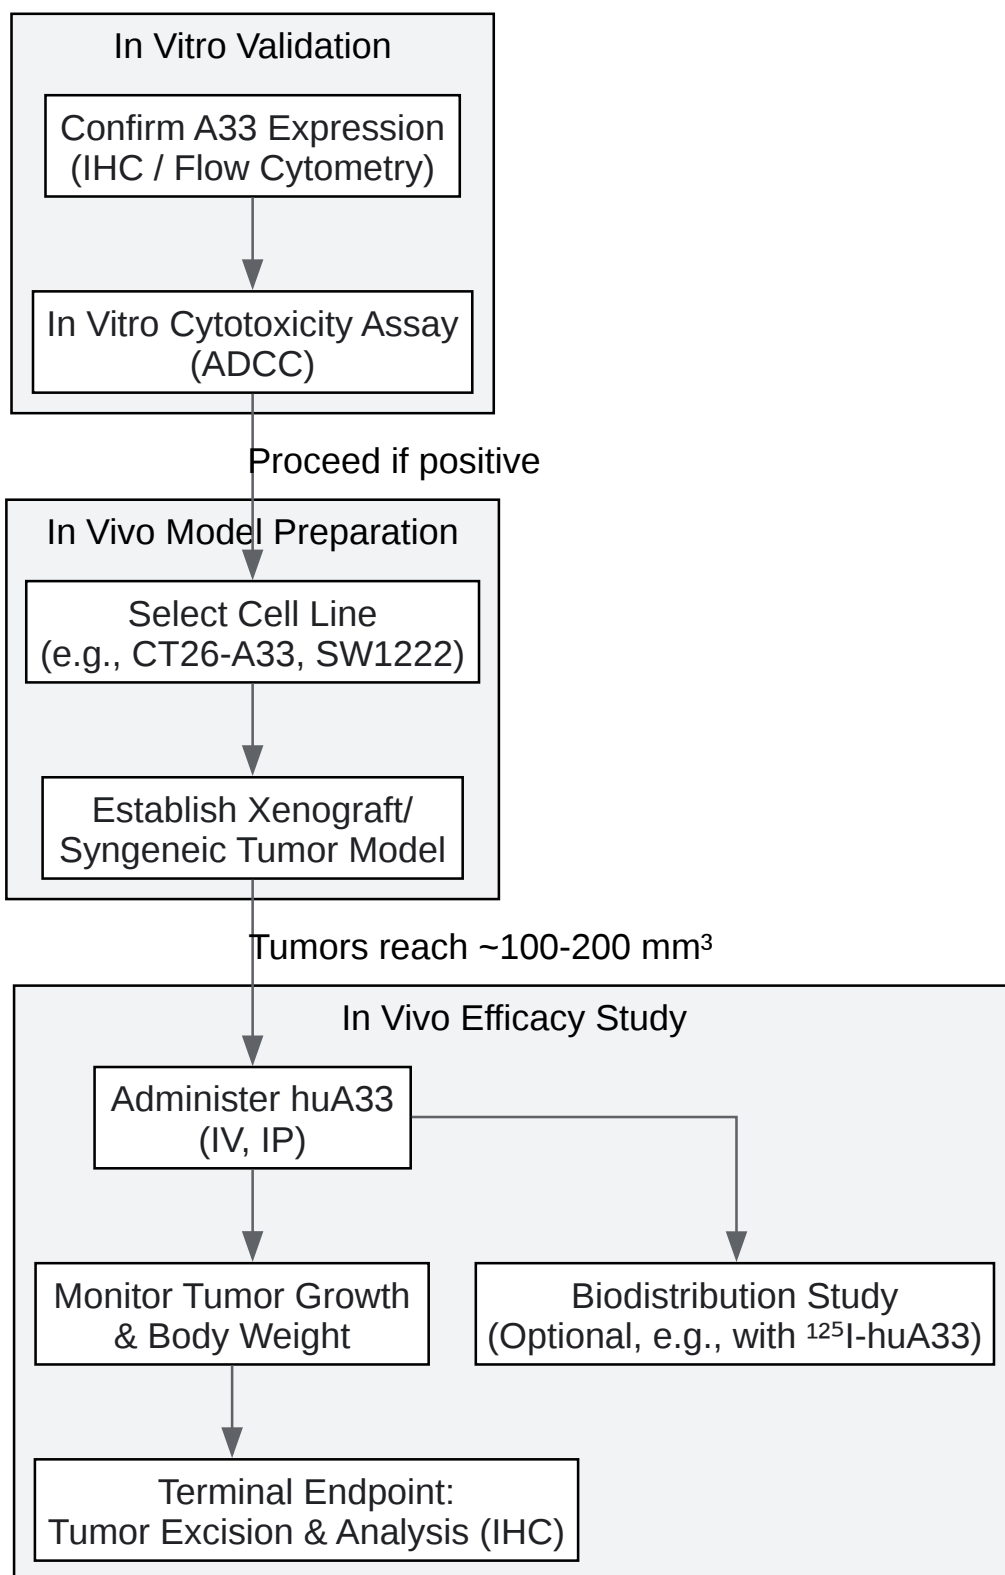 In Vitro Validation
Confirm A33 Expression
(IHC / Flow Cytometry)
In Vitro Cytotoxicity Assay
(ADCC)
Proceed if positive
In Vivo Model Preparation
Select Cell Line
(e.g., CT26-A33, SW1222)
Establish Xenograft/
Syngeneic Tumor Model
Tumors reach ~100-200 mm³
In Vivo Efficacy Study
Administer huA33
(IV, IP)
Monitor Tumor Growth
& Body Weight
Biodistribution Study
(Optional, e.g., with ¹²⁵I-huA33)
Terminal Endpoint:
Tumor Excision & Analysis (IHC)